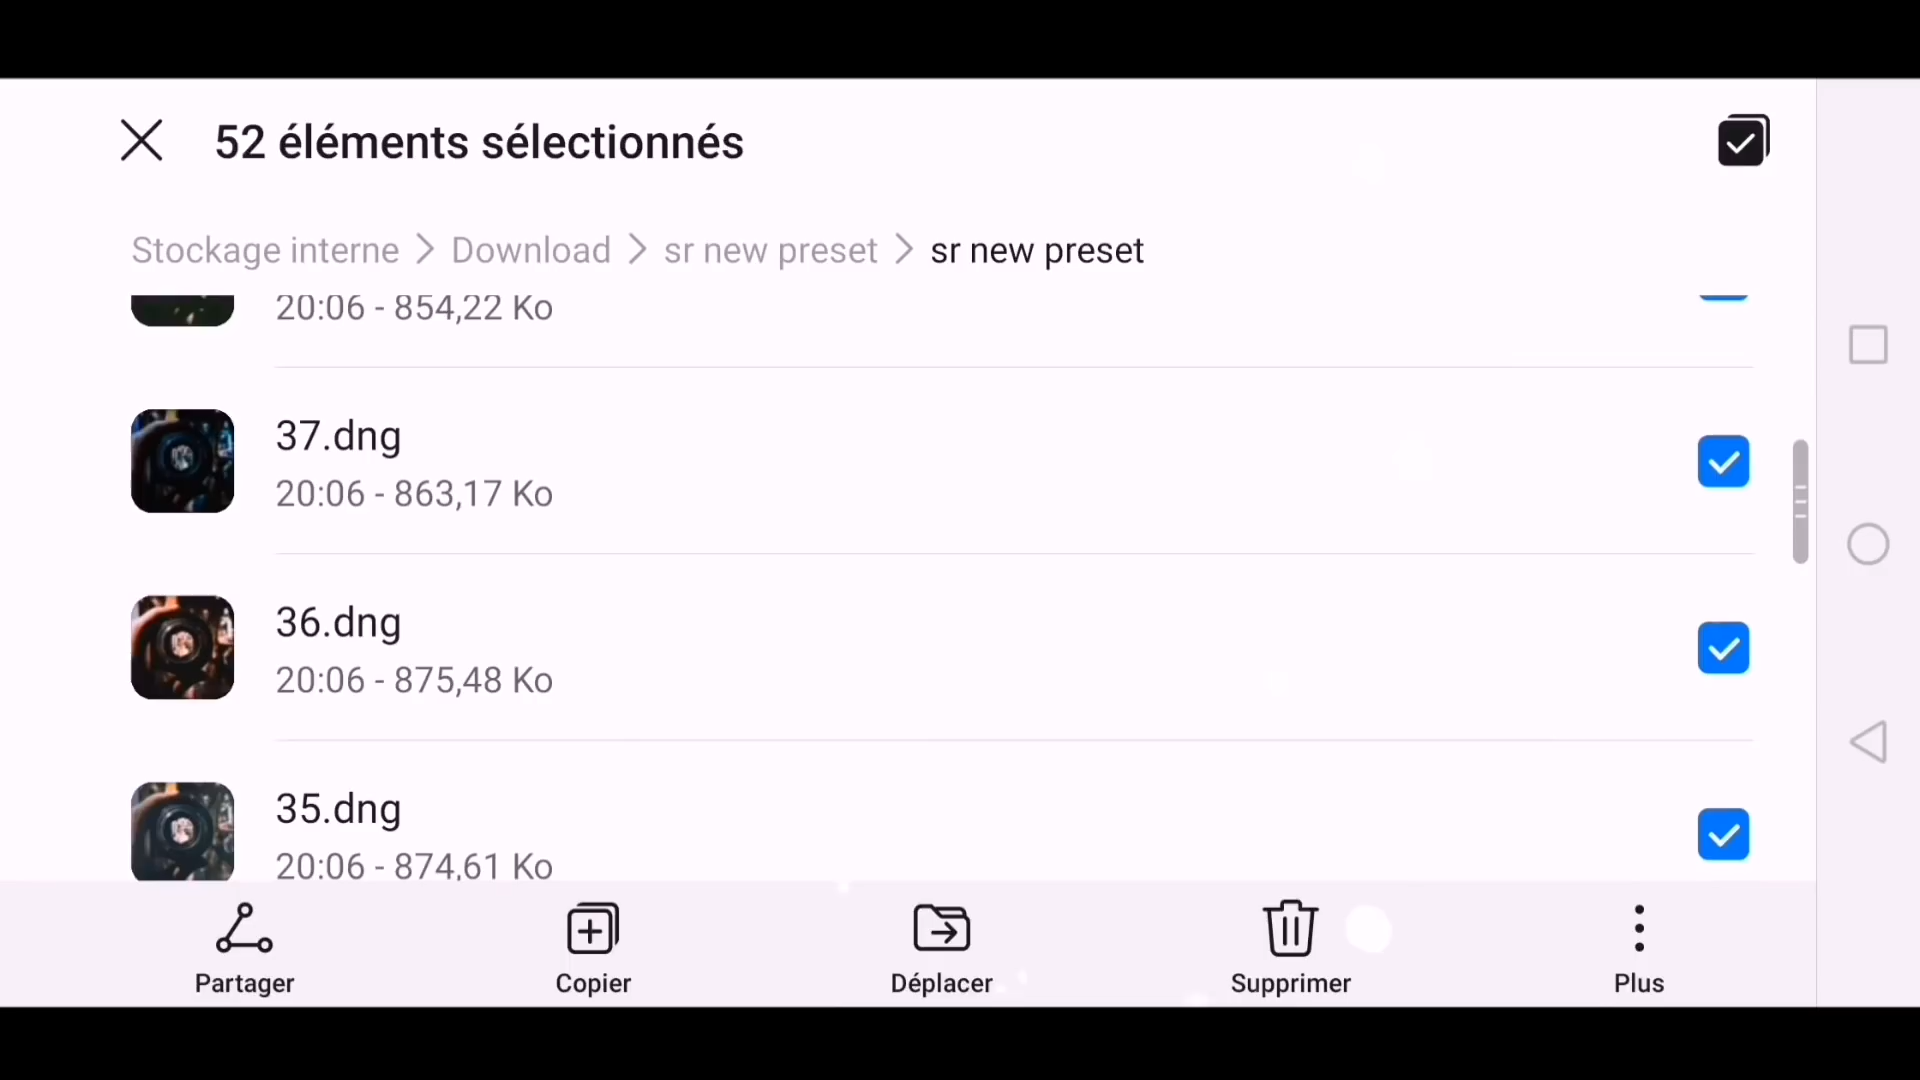 52 éléments sélectionnés
Stockage interne > Download > sr new preset > sr new preset
20:06 - 854,22 Ko
37.dng
20:06 - 863,17 Ko
36.dng
20:06 - 875,48 Ko
35.dng
20:06 - 874,61 Ko
Partager Copier Déplacer Supprimer Plus